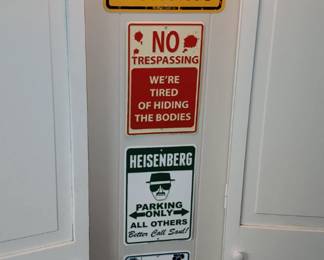 NO
TRESPASSING
WE'RE
TIRED
OF HIDING
THE BODIES
HEISENBERG
PARKING
ONLY
ALL OTHERS
Better Call Saul!